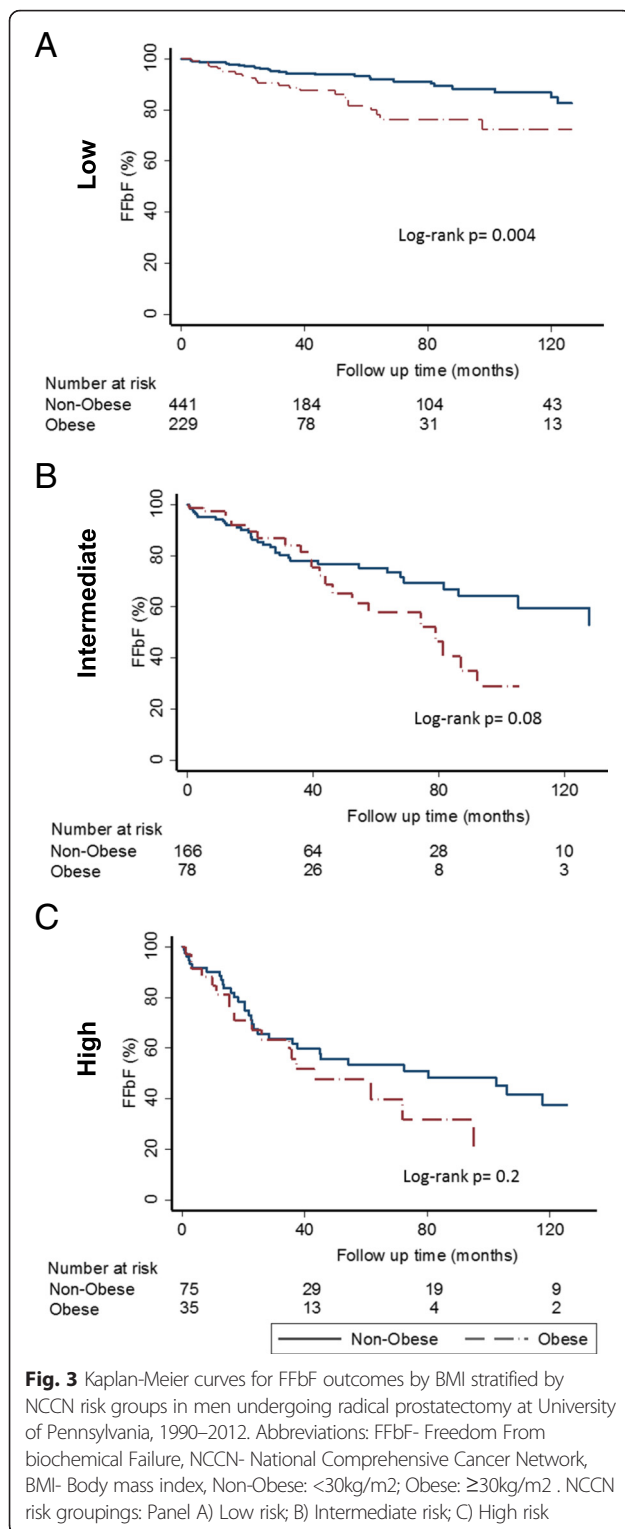 A
Low
FFbF (%)
100
80
60
40
20
0
Log-rank p= 0.004
0 40 80 120
Follow up time (months)
Number at risk
Non-Obese 441 184 104 43
Obese 229 78 31 13
B
Intermediate
FFbF (%)
100
80
60
40
20
0
Log-rank p= 0.08
0 40 80 120
Follow up time (months)
Number at risk
Non-Obese 166 64 28 10
Obese 78 26 8 3
C
High
FFbF (%)
100
80
60
40
20
0
Log-rank p= 0.2
0 40 80 120
Follow up time (months)
Number at risk
Non-Obese 75 29 19 9
Obese 35 13 4 2
Non-Obese Obese
Fig. 3 Kaplan-Meier curves for FFbF outcomes by BMI stratified by
NCCN risk groups in men undergoing radical prostatectomy at University
of Pennsylvania, 1990–2012. Abbreviations: FFbF- Freedom From
biochemical Failure, NCCN- National Comprehensive Cancer Network,
BMI- Body mass index, Non-Obese: <30kg/m2; Obese: ≥30kg/m2 . NCCN
risk groupings: Panel A) Low risk; B) Intermediate risk; C) High risk